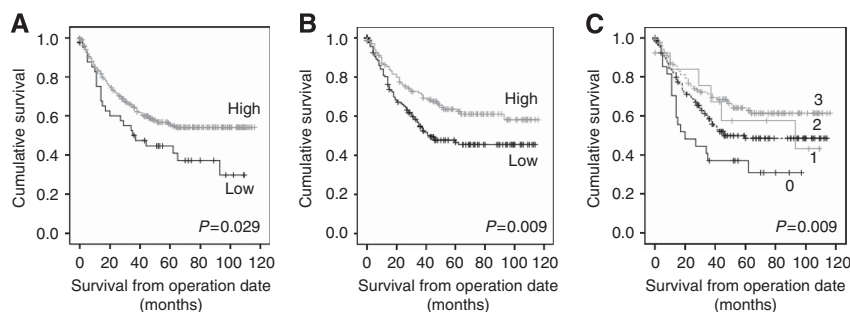 A
Cumulative survival
1.0
0.8
0.6
0.4
0.2
0.0
High
Low
P=0.029
0 20 40 60 80 100 120
Survival from operation date
(months)
B
Cumulative survival
1.0
0.8
0.6
0.4
0.2
0.0
High
Low
P=0.009
0 20 40 60 80 100 120
Survival from operation date
(months)
C
Cumulative survival
1.0
0.8
0.6
0.4
0.2
0.0
3
2
1
0
P=0.009
0 20 40 60 80 100 120
Survival from operation date
(months)